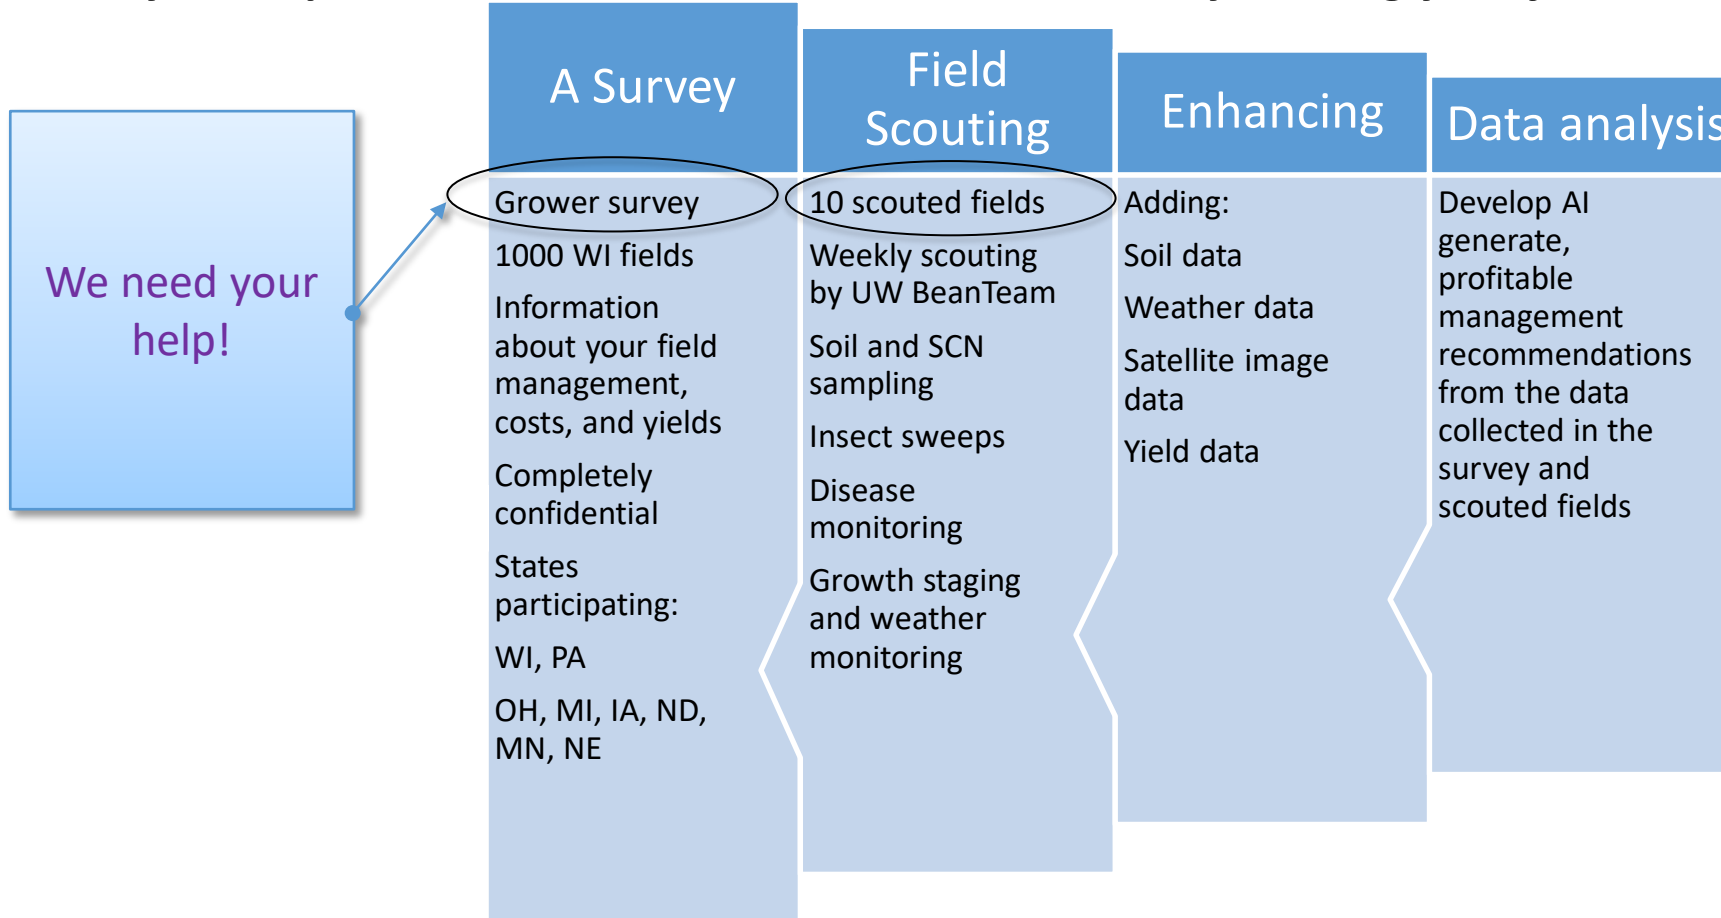 We need your
help!
A Survey
Grower survey
1000 WI fields
Information
about your field
management,
costs, and yields
Completely
confidential
States
participating:
WI, PA
OH, MI, IA, ND,
MN, NE
Field
Scouting
10 scouted fields
Weekly scouting
by UW BeanTeam
Soil and SCN
sampling
Insect sweeps
Disease
monitoring
Growth staging
and weather
monitoring
Enhancing
Adding:
Soil data
Weather data
Satellite image
data
Yield data
Data analysis
Develop AI
generate,
profitable
management
recommendations
from the data
collected in the
survey and
scouted fields